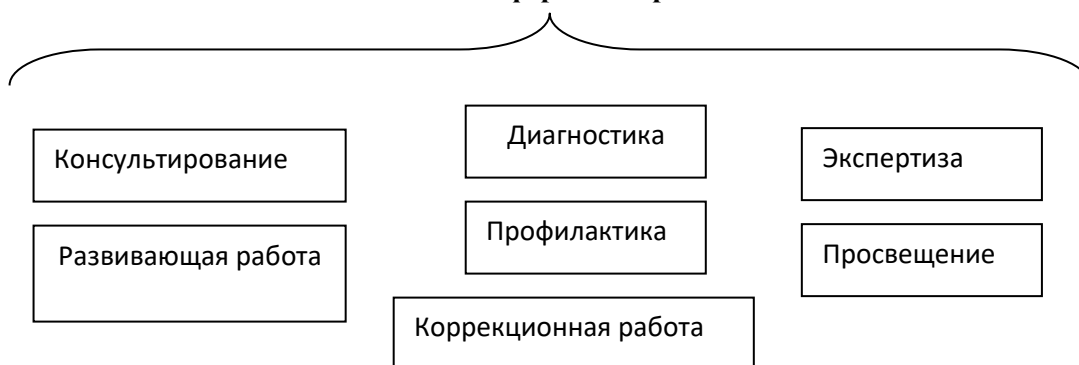 Диагностика
Консультирование
Экспертиза
Профилактика
Развивающая работа
Просвещение
Коррекционная работа